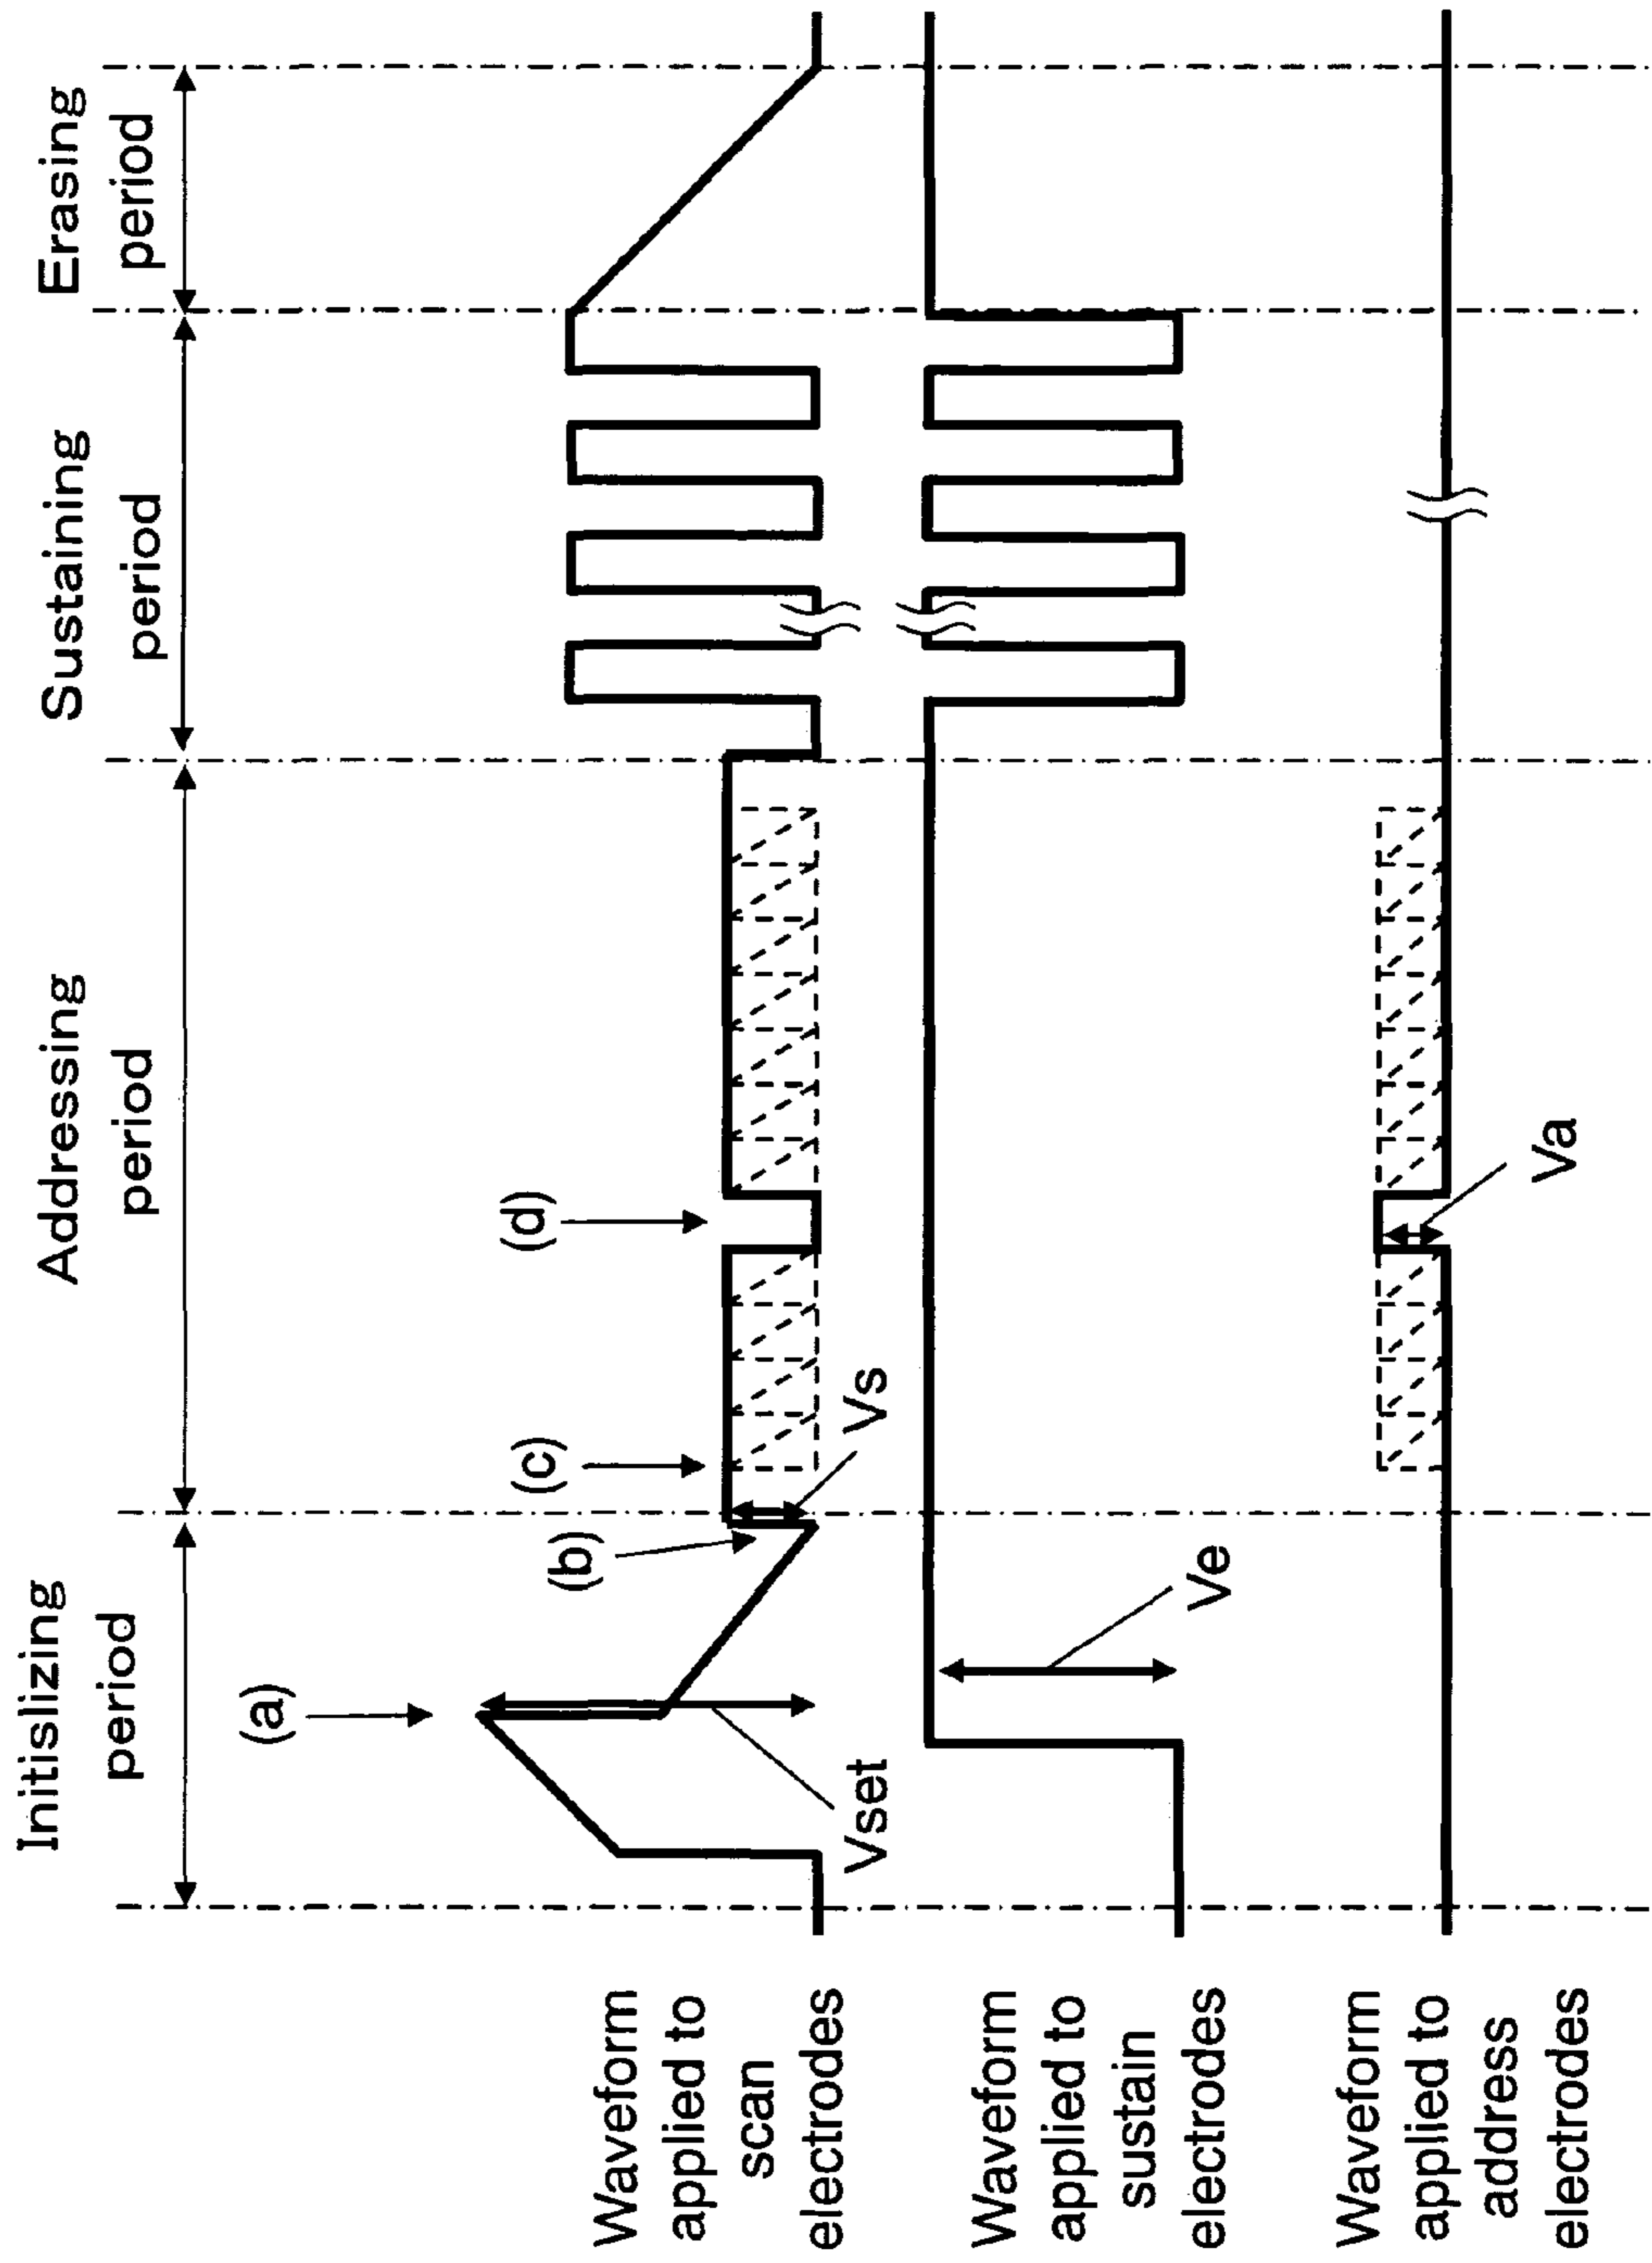 Initislizing
period
Addressing
period
Sustaining
period
Erasing
period
(a)
(b)
(c)
(d)
Vset
Vs
Waveform
applied to
scan
electrodes
Ve
Waveform
applied to
sustain
electrodes
Va
Waveform
applied to
address
electrodes